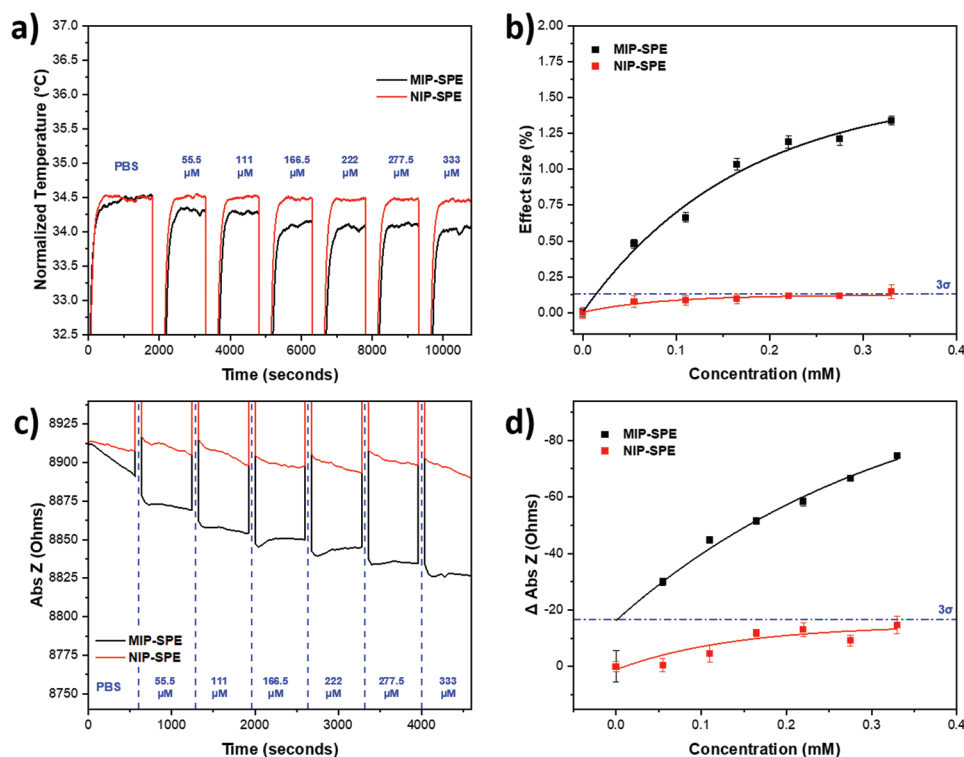 a)
37.0
36.5
36.0
35.5
35.0
34.5
34.0
33.5
33.0
32.5
Normalized Temperature (°C)
MIP-SPE
NIP-SPE
PBS
55.5 µM
111 µM
166.5 µM
222 µM
277.5 µM
333 µM
0 2000 4000 6000 8000 10000
Time (seconds)
b)
2.00
1.75
1.50
1.25
1.00
0.75
0.50
0.25
0.00
Effect size (%)
MIP-SPE
NIP-SPE
3σ
0.0 0.1 0.2 0.3 0.4
Concentration (mM)
c)
8925
8900
8875
8850
8825
8800
8775
8750
Abs Z (Ohms)
MIP-SPE
NIP-SPE
PBS
55.5 µM
111 µM
166.5 µM
222 µM
277.5 µM
333 µM
0 1000 2000 3000 4000
Time (seconds)
d)
-80
-60
-40
-20
0
Δ Abs Z (Ohms)
MIP-SPE
NIP-SPE
3σ
0.0 0.1 0.2 0.3 0.4
Concentration (mM)